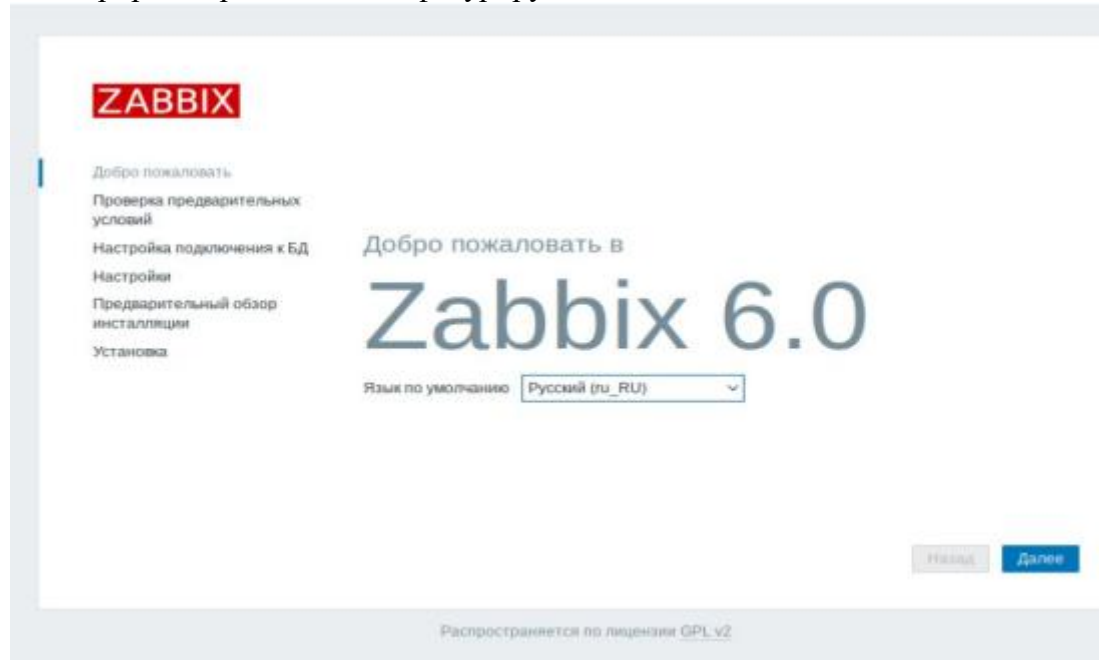 ZABBIX
Добро пожаловать
Проверка предварительных
условий
Настройка подключения к БД
Настройки
Предварительный обзор
инсталляции
Установка
Добро пожаловать в
Zabbix 6.0
Язык по умолчанию Русский (ru_RU)
Назад Далее
Распространяется по лицензии GPL v2